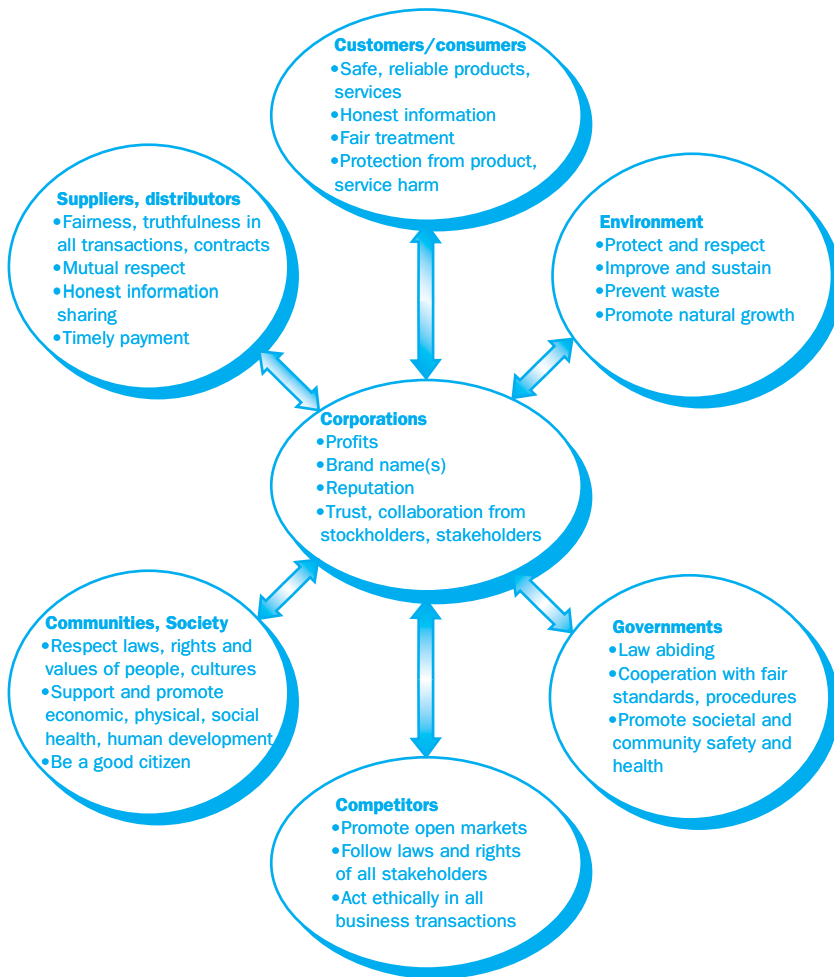 Customers/consumers
•Safe, reliable products,
services
•Honest information
•Fair treatment
•Protection from product,
service harm
Suppliers, distributors
•Fairness, truthfulness in
all transactions, contracts
•Mutual respect
•Honest information
sharing
•Timely payment
Environment
•Protect and respect
•Improve and sustain
•Prevent waste
•Promote natural growth
Corporations
•Profits
•Brand name(s)
•Reputation
•Trust, collaboration from
stockholders, stakeholders
Communities, Society
•Respect laws, rights and
values of people, cultures
•Support and promote
economic, physical, social
health, human development
•Be a good citizen
Governments
•Law abiding
•Cooperation with fair
standards, procedures
•Promote societal and
community safety and
health
Competitors
•Promote open markets
•Follow laws and rights
of all stakeholders
•Act ethically in all
business transactions